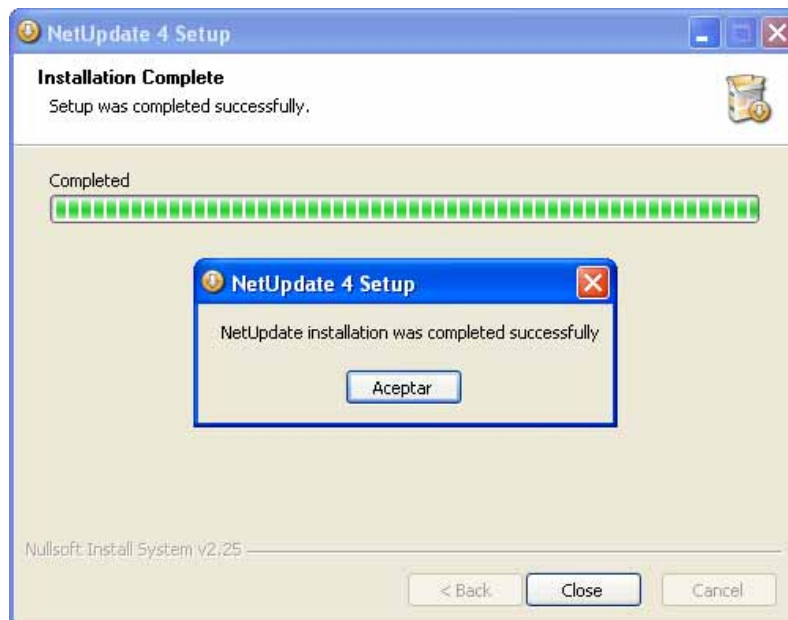 NetUpdate 4 Setup
Installation Complete
Setup was completed successfully.
Completed
NetUpdate 4 Setup
NetUpdate installation was completed successfully
Aceptar
Nullsoft Install System v2.25
< Back Close Cancel